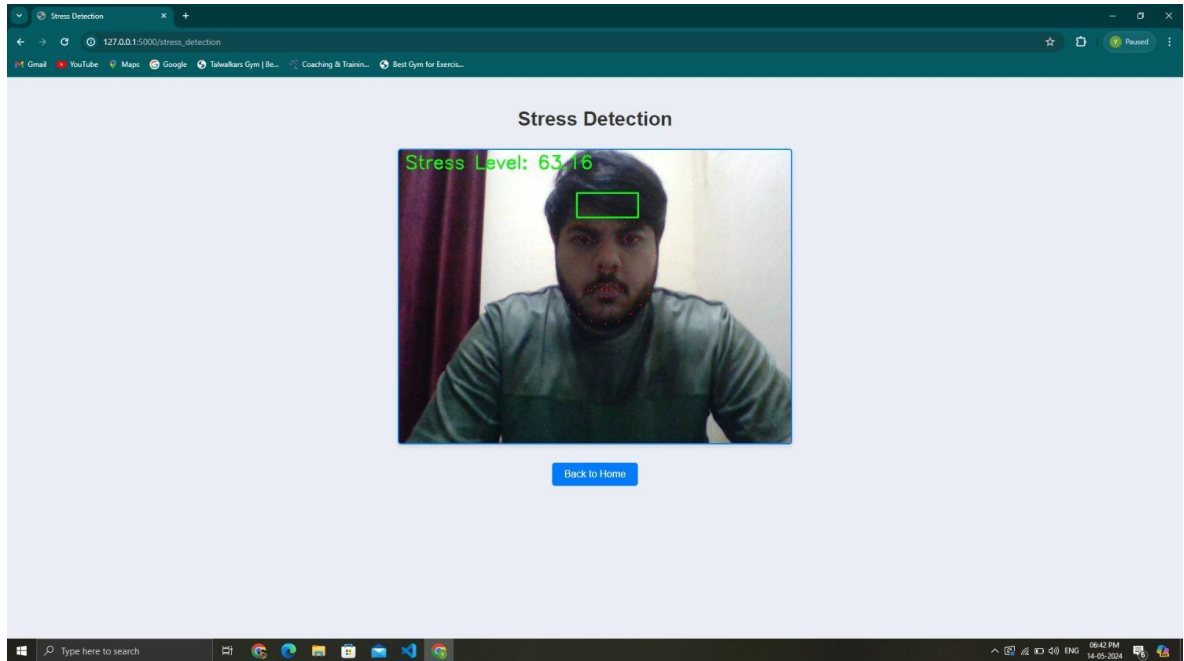 Stress Detection
127.0.0.1:5000/stress_detection
Y Paused
Gmail YouTube Maps Google Talwalkars Gym | Be... Coaching & Trainin... Best Gym for Exercis...
Stress Detection
Stress Level: 63.16
Back to Home
Type here to search
ENG 06:42 PM
14-05-2024